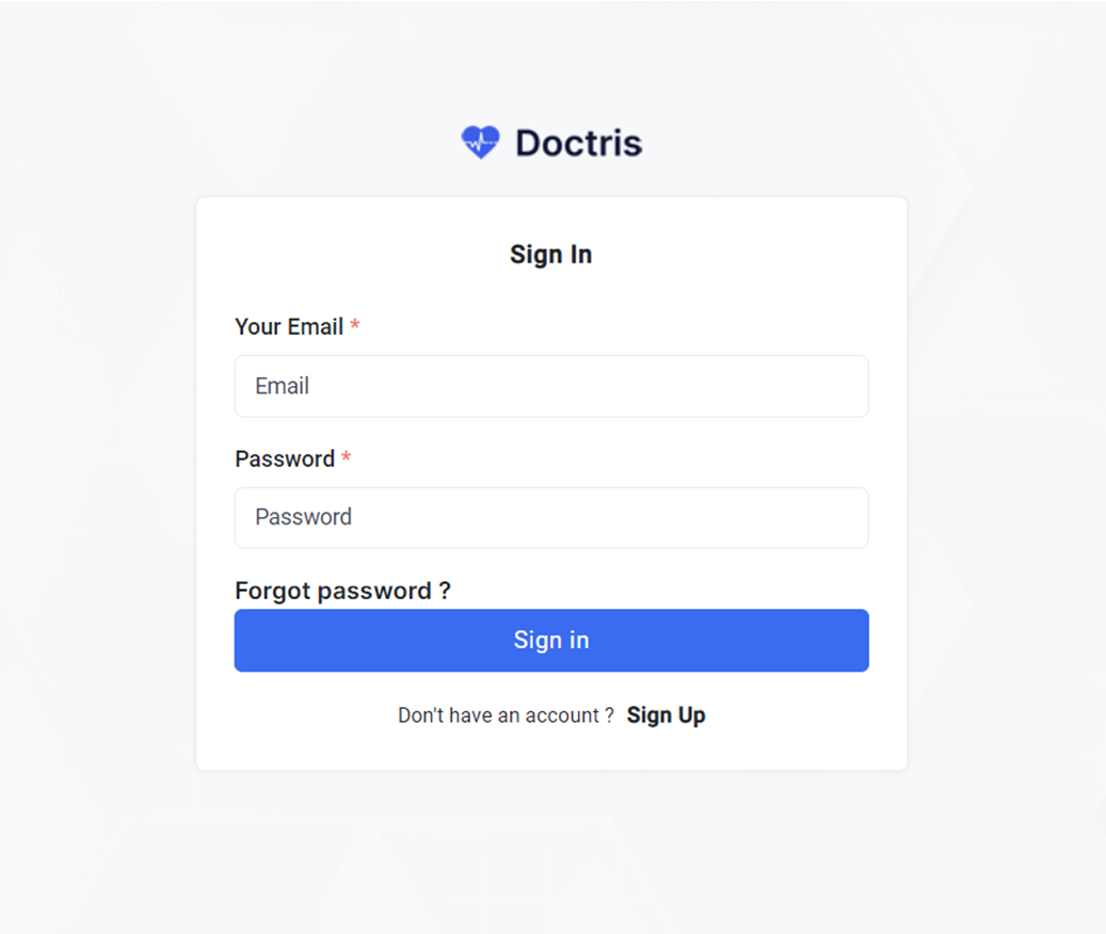 Doctris
Sign In
Your Email *
Email
Password *
Password
Forgot password ?
Sign in
Don't have an account ? Sign Up